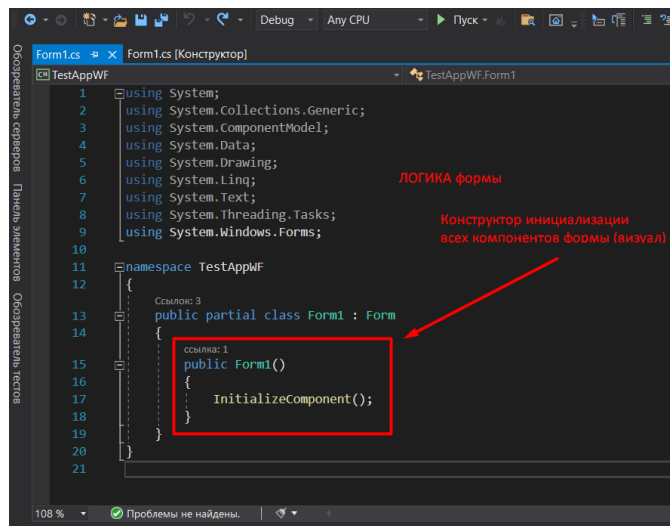 Debug Any CPU Пуск
Обозреватель серверов
Панель элементов
Обозреватель тестов
Form1.cs Form1.cs [Конструктор]
C# TestAppWF TestAppWF.Form1
1 using System;
2 using System.Collections.Generic;
3 using System.ComponentModel;
4 using System.Data;
5 using System.Drawing;
6 using System.Linq;
7 using System.Text;
8 using System.Threading.Tasks;
9 using System.Windows.Forms;
10
11 namespace TestAppWF
12 {
Ссылок: 3
13 public partial class Form1 : Form
14 {
ссылка: 1
15 public Form1()
16 {
17 InitializeComponent();
18 }
19 }
20 }
21
ЛОГИКА формы
Конструктор инициализации
всех компонентов формы (визуал)
108 % Проблемы не найдены.